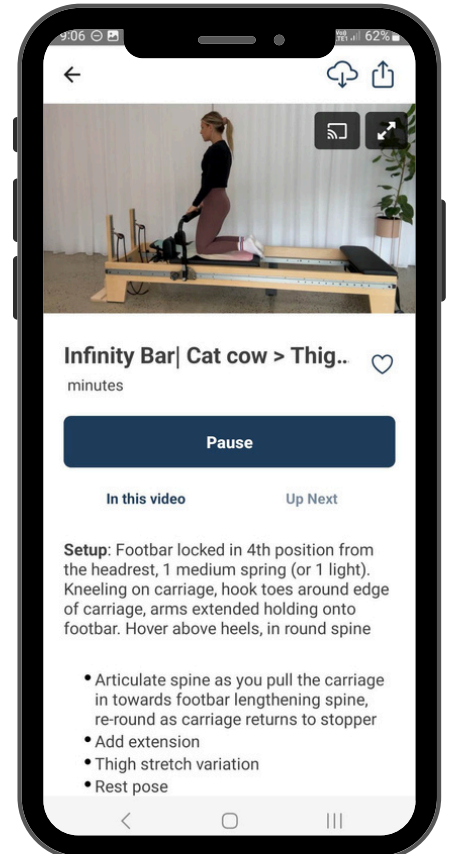 9:06
62%
Infinity Bar| Cat cow > Thig..
minutes
Pause
In this video
Up Next
Setup: Footbar locked in 4th position from
the headrest, 1 medium spring (or 1 light).
Kneeling on carriage, hook toes around edge
of carriage, arms extended holding onto
footbar. Hover above heels, in round spine
• Articulate spine as you pull the carriage
in towards footbar lengthening spine,
re-round as carriage returns to stopper
• Add extension
• Thigh stretch variation
• Rest pose